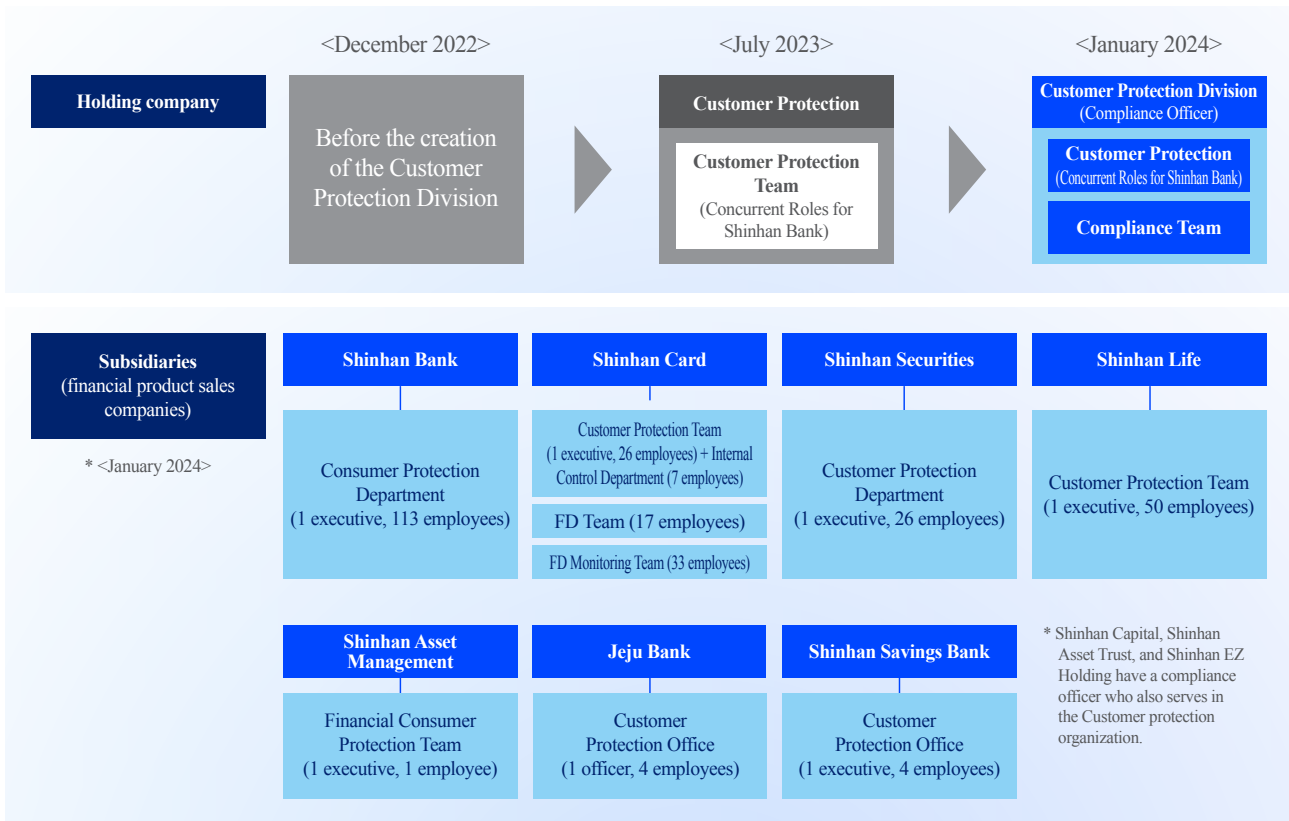 <December 2022>
<July 2023>
<January 2024>
Holding company
Before the creation
of the Customer
Protection Division
Customer Protection
Customer Protection
Team
(Concurrent Roles for
Shinhan Bank)
Customer Protection Division
(Compliance Officer)
Customer Protection
(Concurrent Roles for Shinhan Bank)
Compliance Team
Subsidiaries
(financial product sales
companies)
* <January 2024>
Shinhan Bank
Consumer Protection
Department
(1 executive, 113 employees)
Shinhan Card
Customer Protection Team
(1 executive, 26 employees) + Internal
Control Department (7 employees)
FD Team (17 employees)
FD Monitoring Team (33 employees)
Shinhan Securities
Customer Protection
Department
(1 executive, 26 employees)
Shinhan Life
Customer Protection Team
(1 executive, 50 employees)
Shinhan Asset
Management
Financial Consumer
Protection Team
(1 executive, 1 employee)
Jeju Bank
Customer
Protection Office
(1 officer, 4 employees)
Shinhan Savings Bank
Customer
Protection Office
(1 executive, 4 employees)
* Shinhan Capital, Shinhan
Asset Trust, and Shinhan EZ
Holding have a compliance
officer who also serves in
the Customer protection
organization.